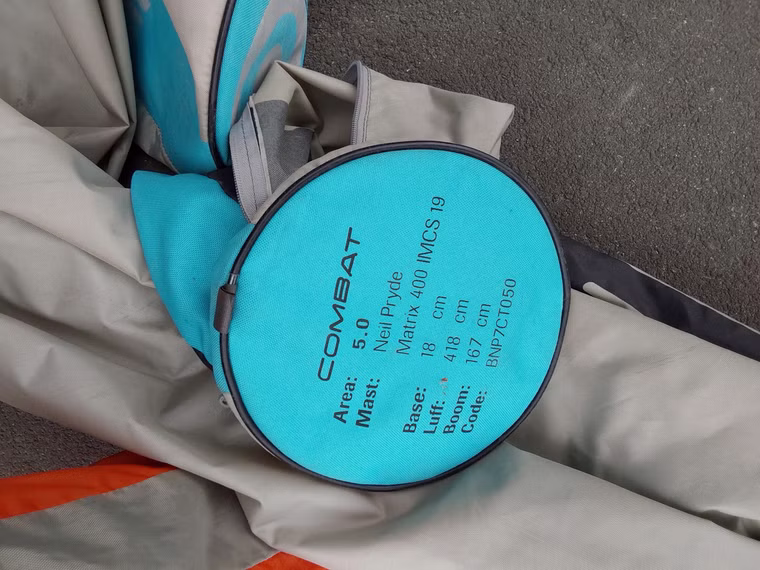 COMBAT
Area: 5.0
Mast: Neil Pryde
Matrix 400 IMCS 19
Base: 18 cm
Luff: 418 cm
Boom: 167 cm
Code: BNP7CT050